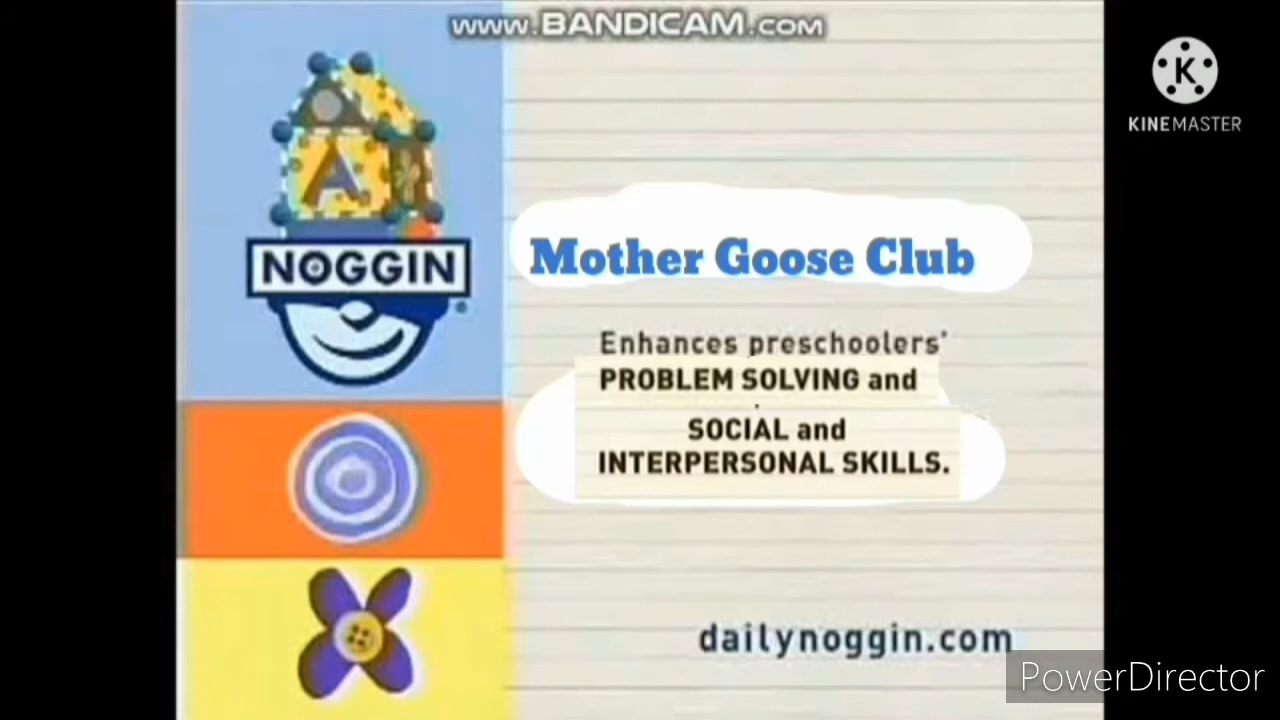 www.BANDICAM.com
KINEMASTER
A
NOGGIN
Mother Goose Club
Enhances preschoolers'
PROBLEM SOLVING and
SOCIAL and
INTERPERSONAL SKILLS.
dailynoggin.com
PowerDirector